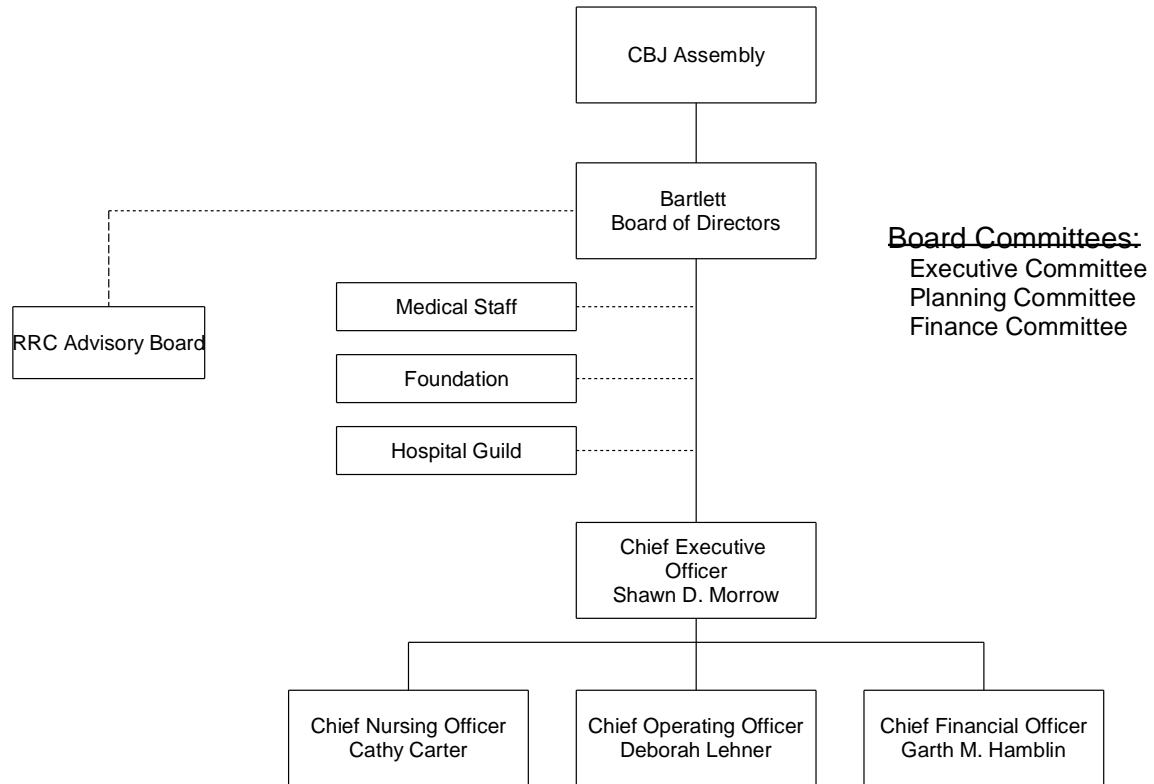 CBJ Assembly
Bartlett
Board of Directors
Board Committees:
Executive Committee
Planning Committee
Finance Committee
Medical Staff
RRC Advisory Board
Foundation
Hospital Guild
Chief Executive
Officer
Shawn D. Morrow
Chief Nursing Officer
Cathy Carter
Chief Operating Officer
Deborah Lehner
Chief Financial Officer
Garth M. Hamblin